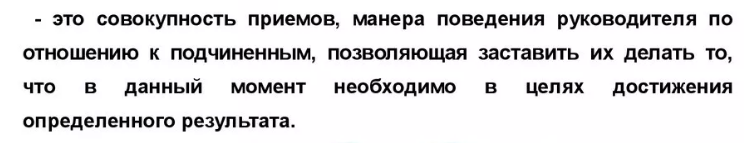 - это совокупность приемов, манера поведения руководителя по
отношению к подчиненным, позволяющая заставить их делать то,
что в данный момент необходимо в целях достижения
определенного результата.